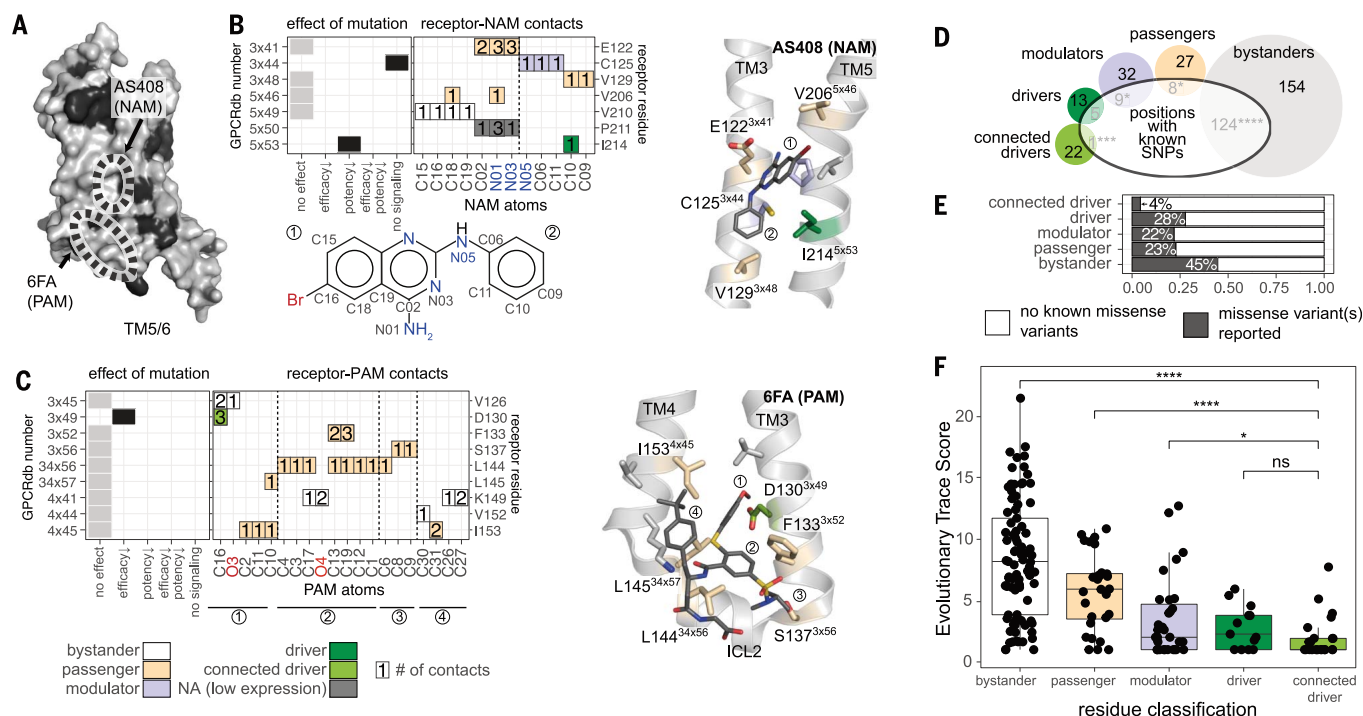 A
AS408
(NAM)
6FA
(PAM)
TM5/6
B
effect of mutation
receptor-NAM contacts
GPCRdb number
receptor residue
3x41
3x44
3x48
5x46
5x49
5x50
5x53
2 3 3
1 1 1
1 1
1 1
1 1 1 1
1 3 1
1
E122
C125
V129
V206
V210
P211
I214
no effect
efficacy↓
potency↓
efficacy↓
potency↓
no signaling
C15
C16
C18
C19
C02
N01
N03
N05
C06
C11
C10
C09
NAM atoms
①
②
C15
N
H
N
C06
N05
Br
C16
C19
N
N03
C11
C09
C18
C02
C10
N01
NH2
AS408 (NAM)
TM3
TM5
V206 5x46
E122 3x41
①
C125 3x44
②
I214 5x53
V129 3x48
C
effect of mutation
receptor-PAM contacts
GPCRdb number
receptor residue
3x45
3x49
3x52
3x56
34x56
34x57
4x41
4x44
4x45
2 1
3
2 3
1 1
1 1 1 1 1 1 1 1
1
1 2 1 2
1
1 1 1 2
V126
D130
F133
S137
L144
L145
K149
V152
I153
no effect
efficacy↓
potency↓
efficacy↓
potency↓
no signaling
C16
O3
C2
C11
C10
C4
C3
C17
O4
C13
C19
C12
C1
C6
C8
C9
C30
C31
C26
C27
PAM atoms
①
②
③
④
bystander
passenger
modulator
driver
connected driver
NA (low expression)
1 # of contacts
6FA (PAM)
TM4
TM3
I153 4x45
①
D130 3x49
④
F133 3x52
②
L145 34x57
③
L144 34x56
S137 3x56
ICL2
D
passengers
modulators
bystanders
27
32
154
drivers
13
8*
9*
5
positions
with
known
SNPs
124****
connected
drivers
22
1***
E
connected driver
driver
modulator
passenger
bystander
4%
28%
22%
23%
45%
0.00
0.25
0.50
0.75
1.00
no known missense
variants
missense variant(s)
reported
F
Evolutionary Trace Score
20
15
10
5
0
****
****
*
ns
bystander
passenger
modulator
driver
connected
driver
residue classification